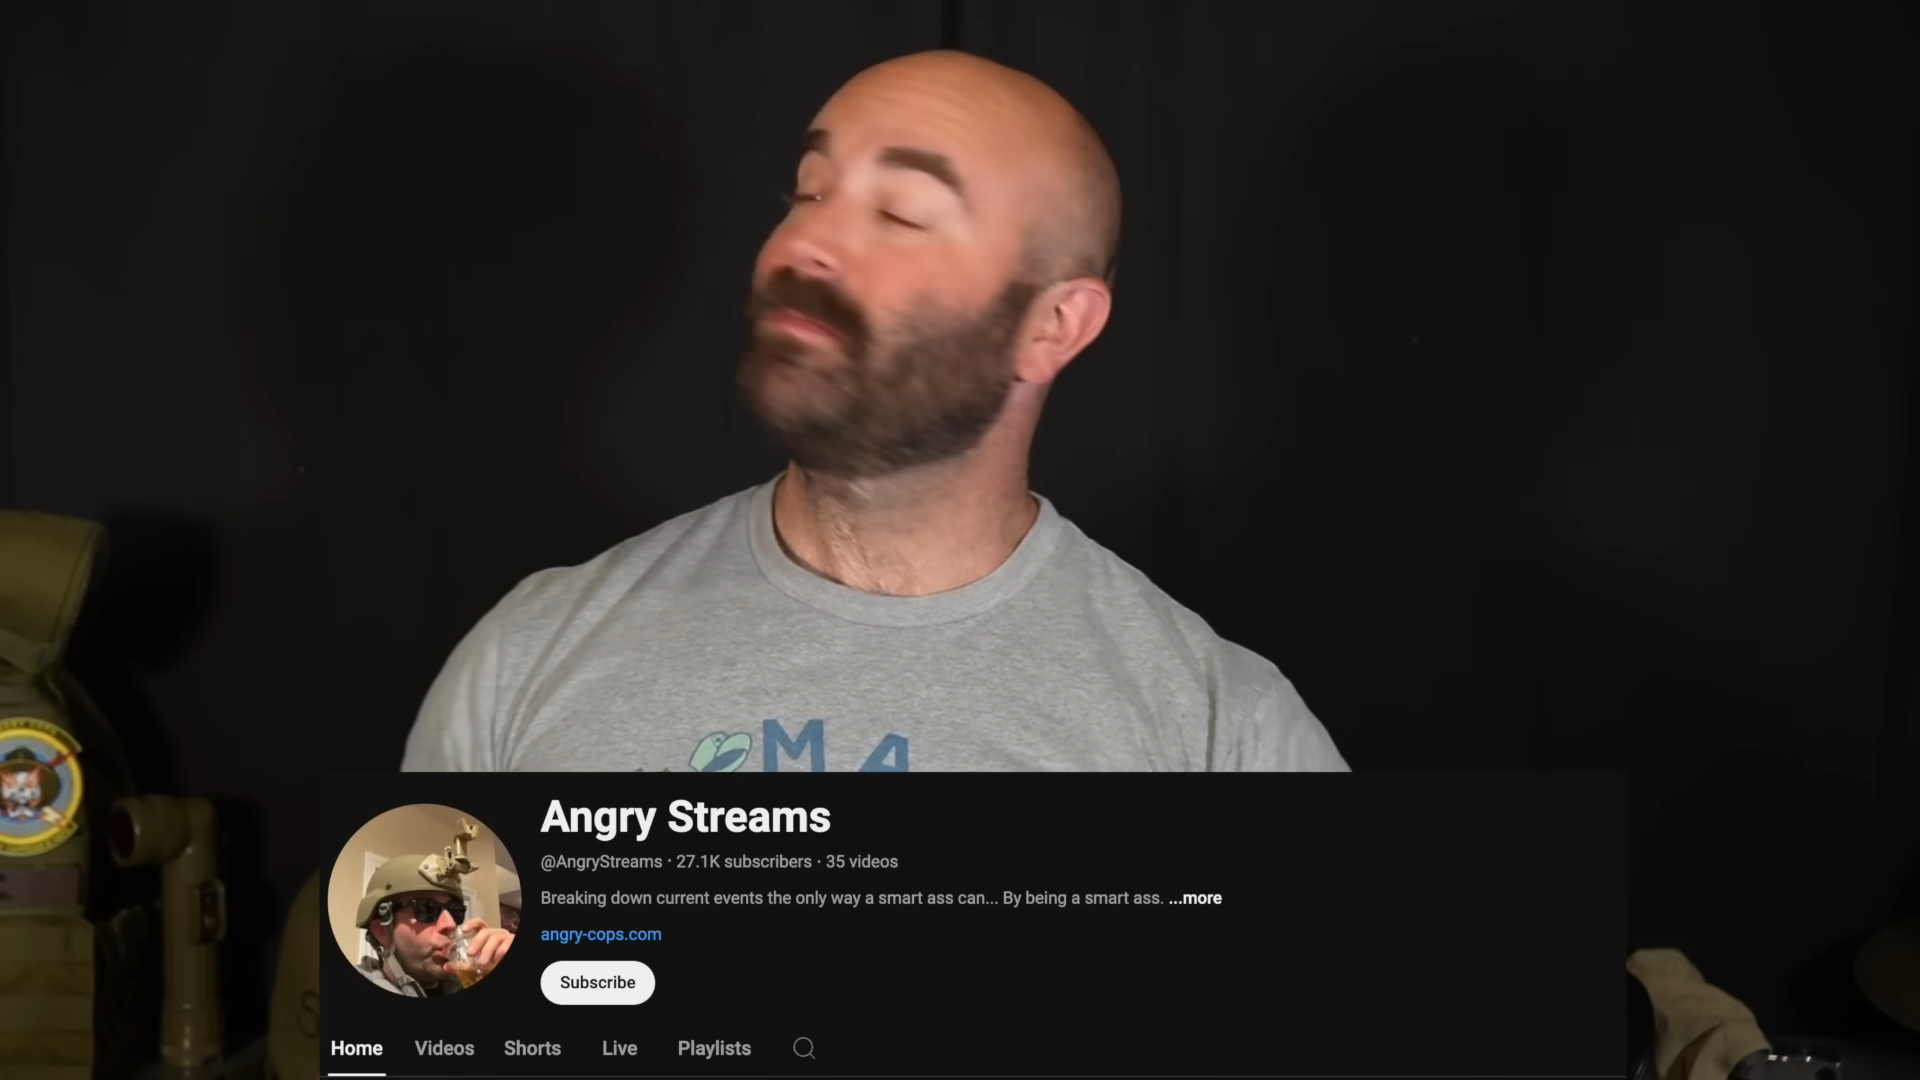 MA
Angry Streams
@AngryStreams · 27.1K subscribers · 35 videos
Breaking down current events the only way a smart ass can... By being a smart ass. ...more
angry-cops.com
Subscribe
Home Videos Shorts Live Playlists